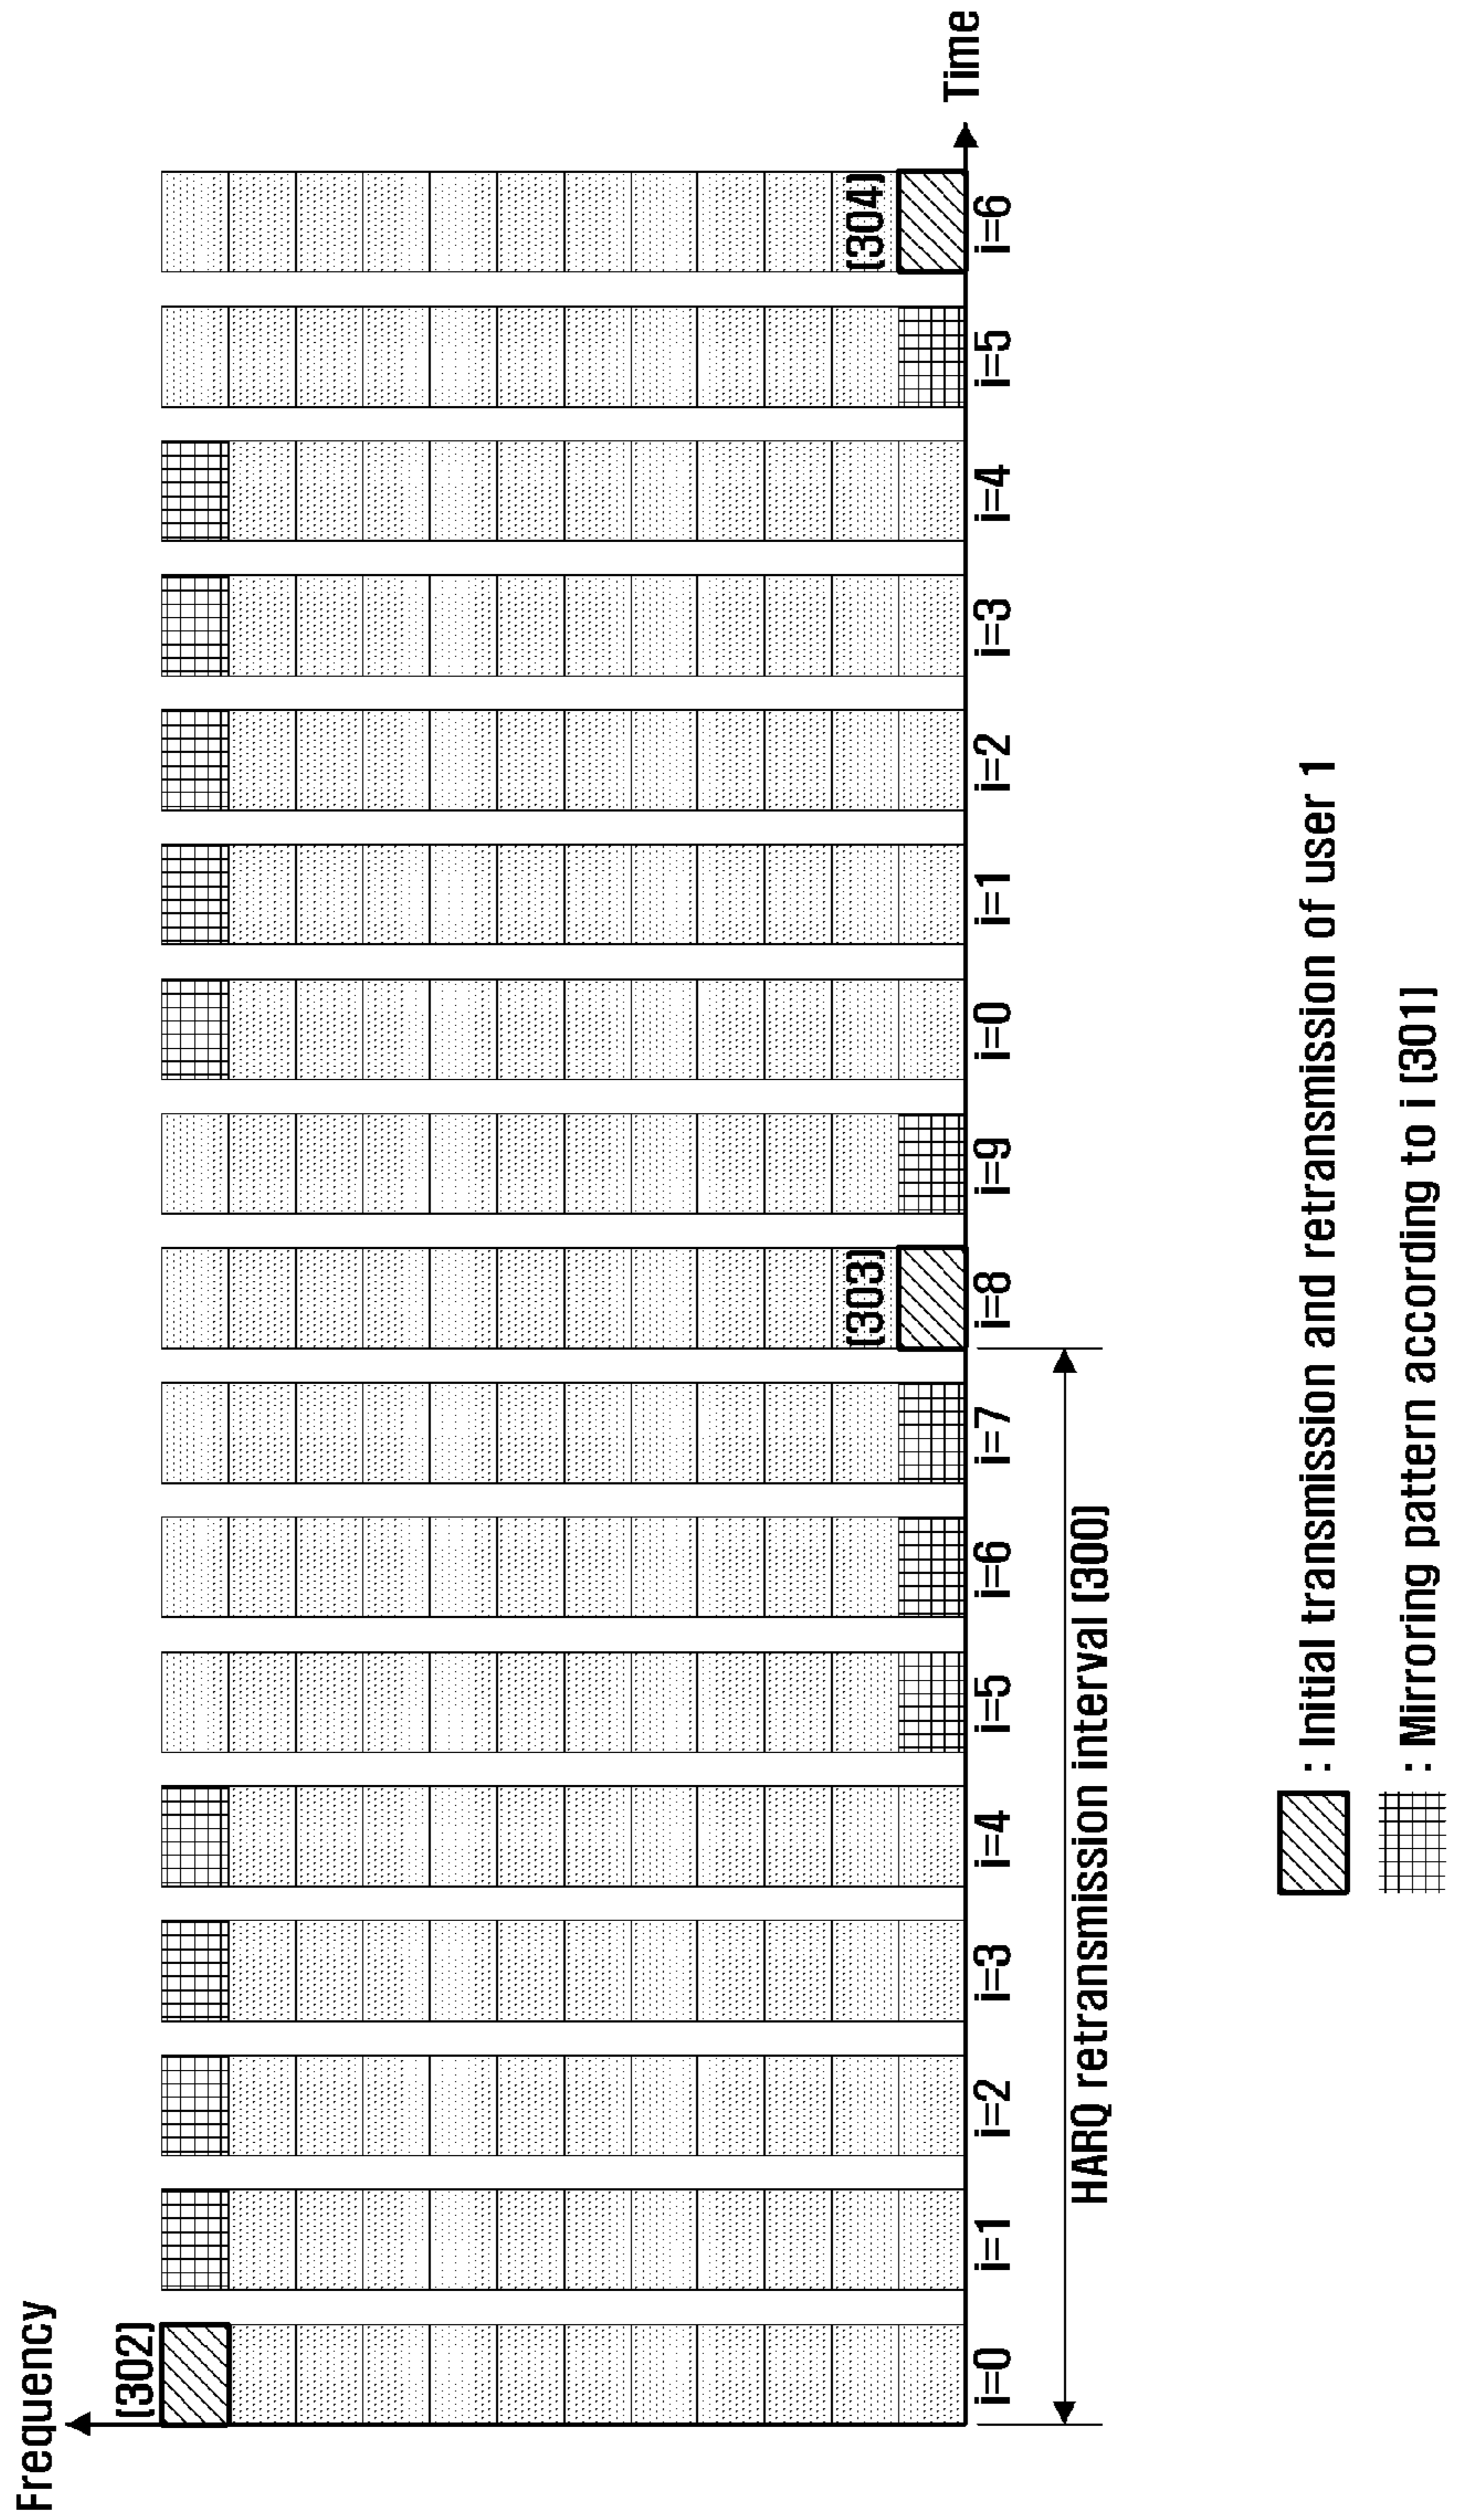 Frequency
(302)
(303)
(304)
i=0 i=1 i=2 i=3 i=4 i=5 i=6 i=7 i=8 i=9 i=0 i=1 i=2 i=3 i=4 i=5 i=6
Time
HARQ retransmission interval (300)
: Initial transmission and retransmission of user 1
: Mirroring pattern according to i (301)